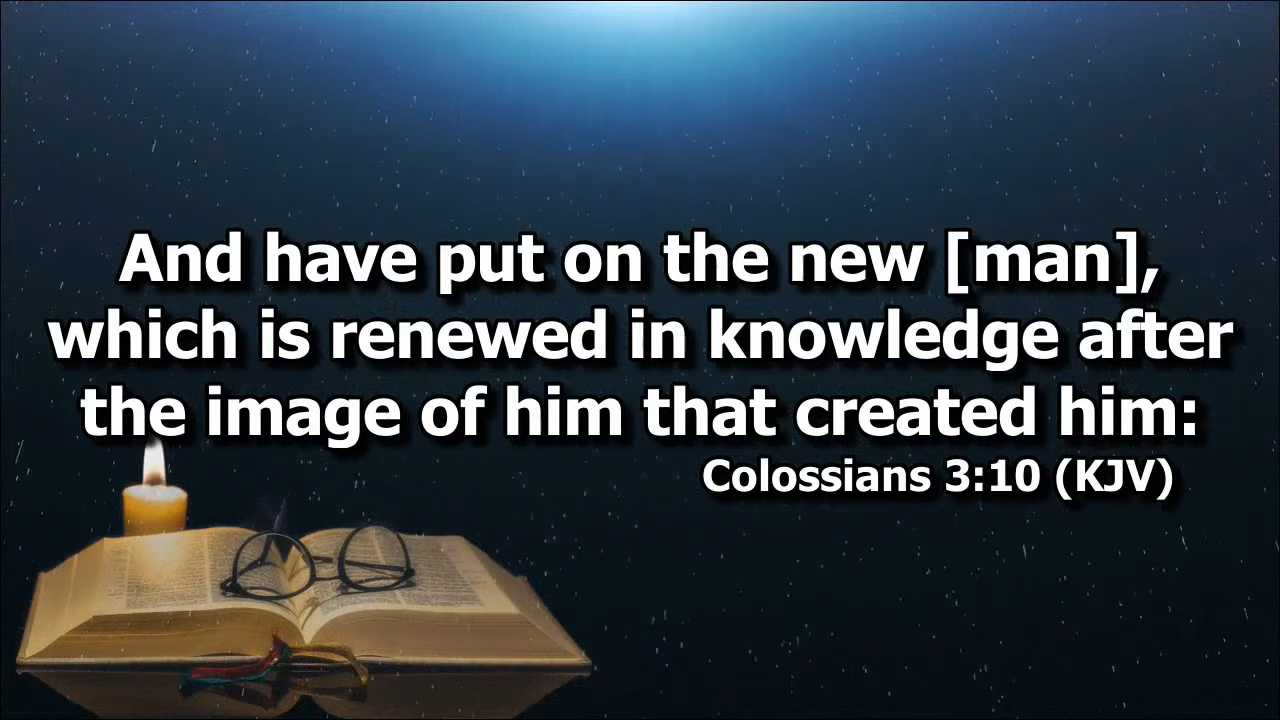 And have put on the new [man],
which is renewed in knowledge after
the image of him that created him:
Colossians 3:10 (KJV)